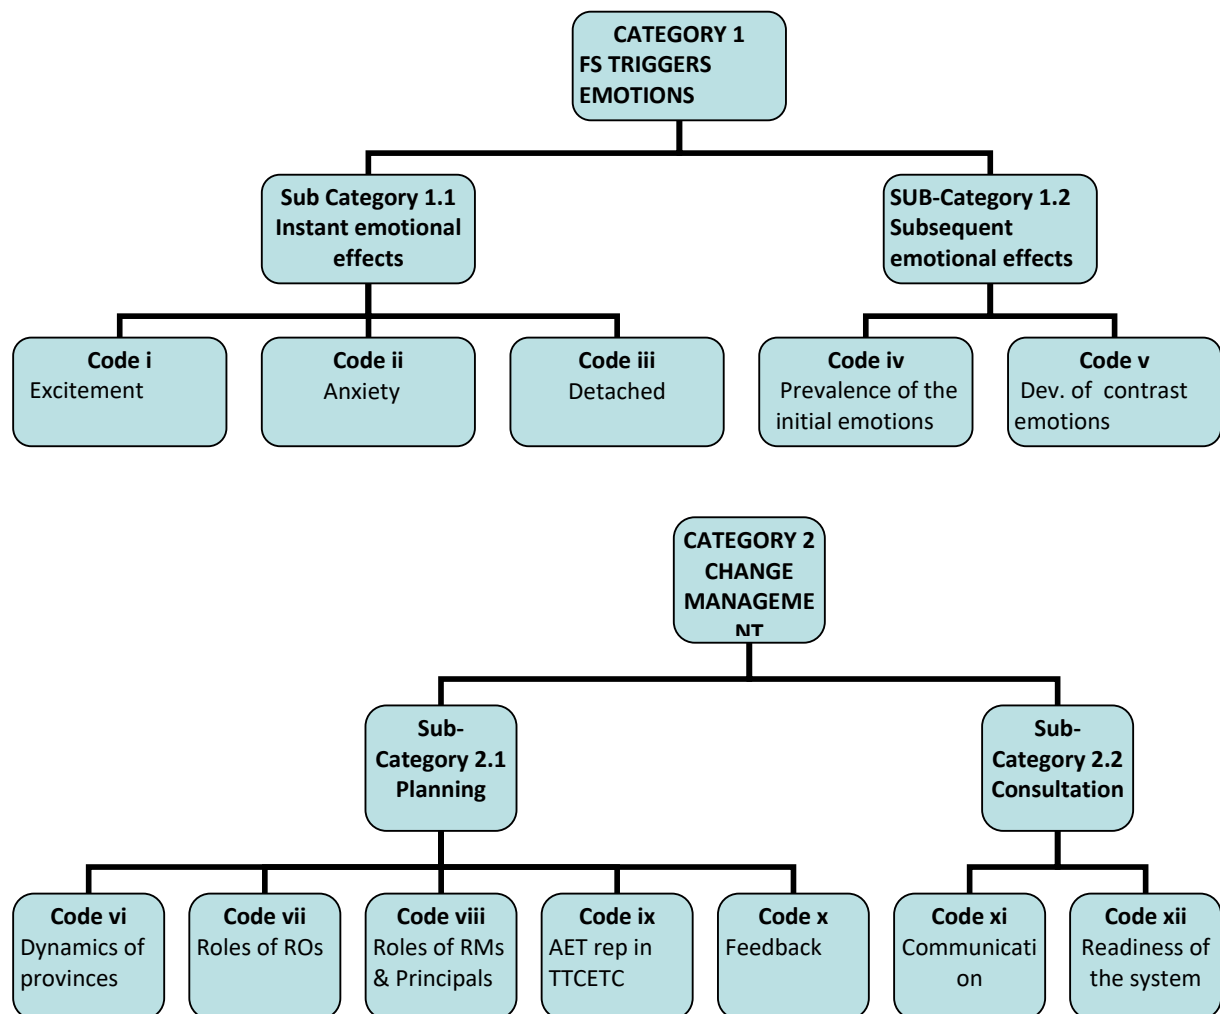 CATEGORY 1
FS TRIGGERS
EMOTIONS
Sub Category 1.1
Instant emotional
effects
SUB-Category 1.2
Subsequent
emotional effects
Code i
Excitement
Code ii
Anxiety
Code iii
Detached
Code iv
Prevalence of the
initial emotions
Code v
Dev. of contrast
emotions
CATEGORY 2
CHANGE
MANAGEME
NT
Sub-
Category 2.1
Planning
Sub-
Category 2.2
Consultation
Code vi
Dynamics of
provinces
Code vii
Roles of ROs
Code viii
Roles of RMs
& Principals
Code ix
AET rep in
TTCETC
Code x
Feedback
Code xi
Communicati
on
Code xii
Readiness of
the system